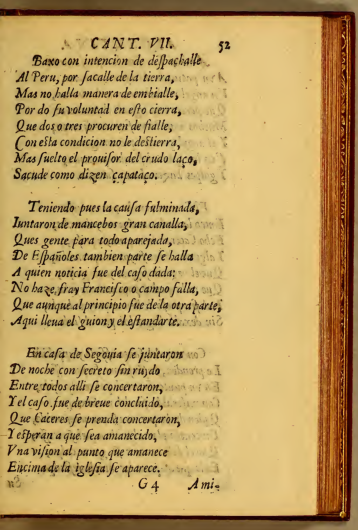 CANT. VII. 52
Baxo con intencion de deſpachalle
Al Peru, por ſacalle de la tierra,
Mas no halla manera de embialle,
Por do ſu voluntad en eſto cierra,
Que dos o tres procuren de fialle,
Con eſta condicion no le deſtierra,
Mas ſuelto el prouiſor del crudo laço,
Sacude como dizen çapataço.
Teniendo pues la cauſa fulminada,
Iuntaron de mancebos gran canalla,
Ques gente para todo aparejada,
De Eſpañoles tambien parte ſe halla
A quien noticia fue del caſo dada:
No haze, fray Franciſco o campo falla,
Que aunque al principio fue de la otra parte,
Aqui lleua el guion y el eſtandarte.
En caſa de Segouia ſe juntaron
De noche con ſecreto ſin ruydo
Entre todos alli ſe concertaron,
Y el caſo fue de breue concluido,
Que Caceres ſe prenda concertaron,
Y eſperan a que ſea amanecido,
Vna viſion al punto que amanece
Encima de la igleſia ſe aparece.
G 4 Ami-